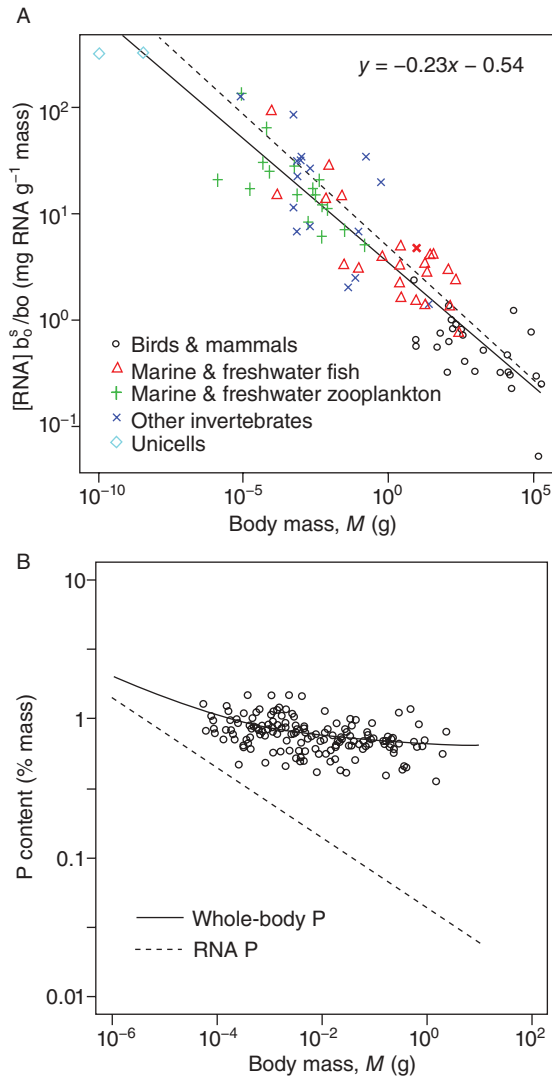 A
y = −0.23x − 0.54
[RNA] b₀ˢ/bo (mg RNA g⁻¹ mass)
10²
10¹
10⁰
10⁻¹
Birds & mammals
Marine & freshwater fish
Marine & freshwater zooplankton
Other invertebrates
Unicells
10⁻¹⁰
10⁻⁵
10⁰
10⁵
Body mass, M (g)
B
P content (% mass)
10
1
0.1
0.01
Whole-body P
RNA P
10⁻⁶
10⁻⁴
10⁻²
10⁰
10²
Body mass, M (g)